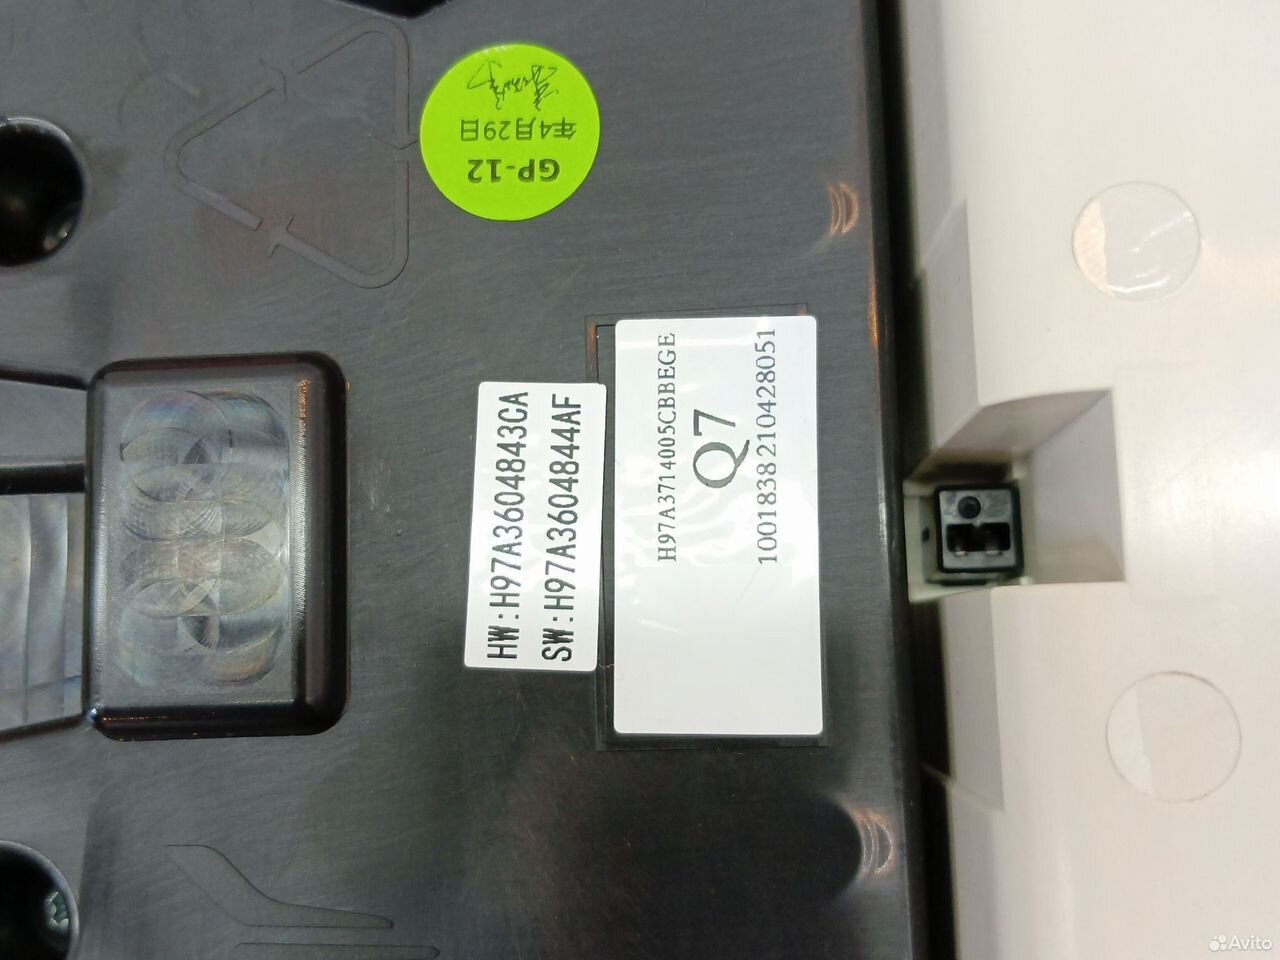 GP-12
年4月29日
HW:H97A3604843CA
SW:H97A3604844AF
H97A3714005CBBEGE
Q7
1001838210428051
Avito